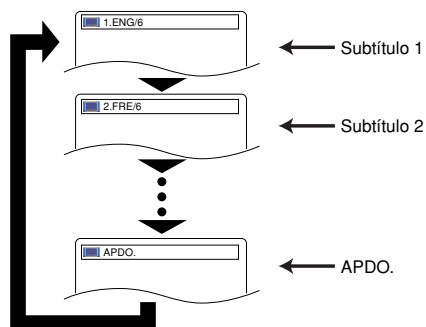 1.ENG/6
Subtítulo 1
2.FRE/6
Subtítulo 2
APDO.
APDO.